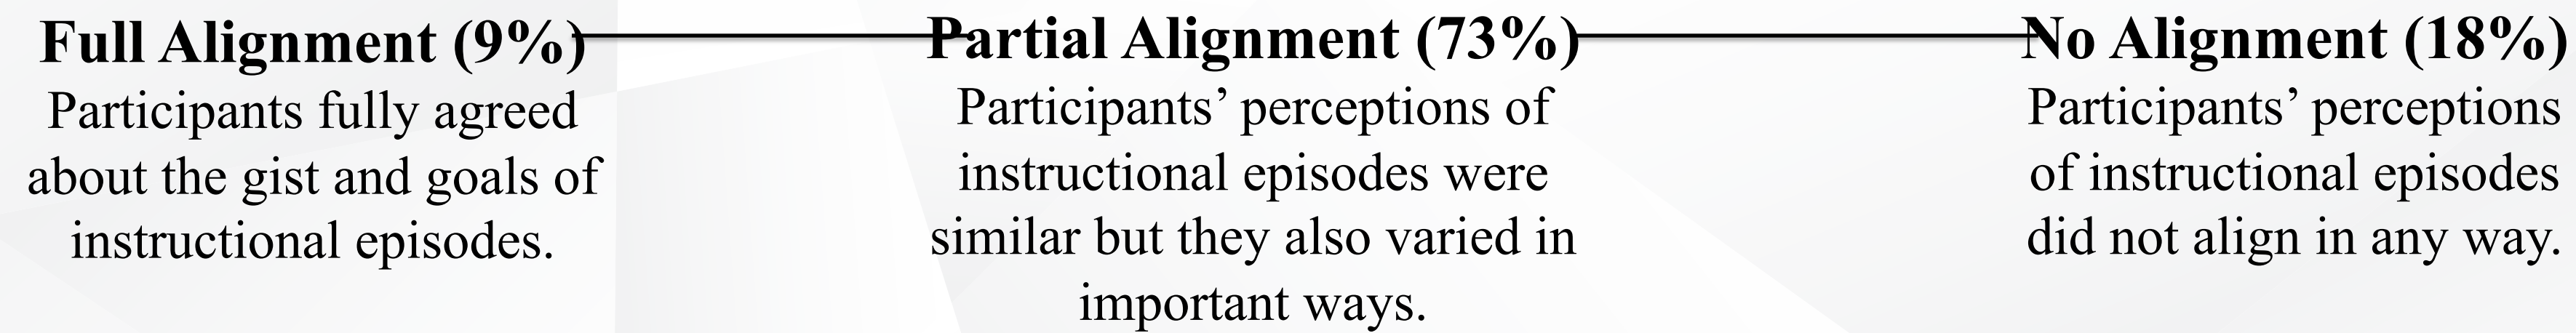 Full Alignment (9%)
Participants fully agreed
about the gist and goals of
instructional episodes.
Partial Alignment (73%)
Participants’ perceptions of
instructional episodes were
similar but they also varied in
important ways.
No Alignment (18%)
Participants’ perceptions
of instructional episodes
did not align in any way.